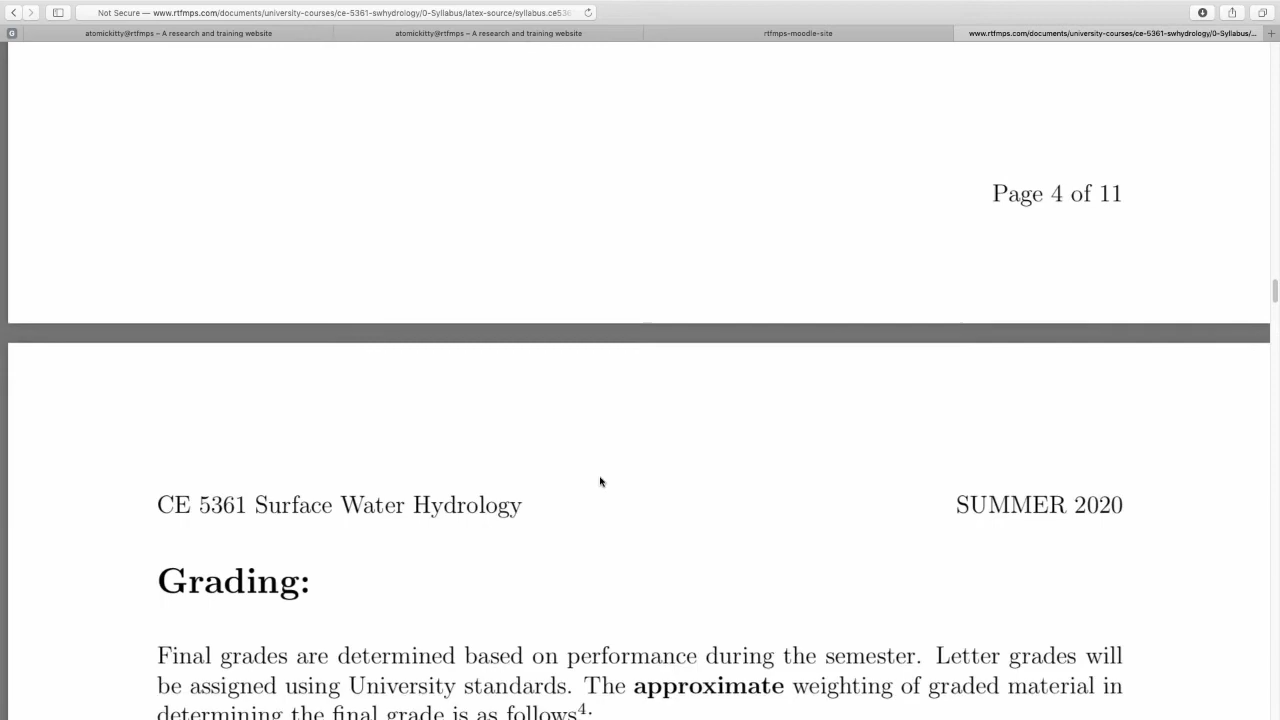 Not Secure — www.rtfmps.com/documents/university-courses/ce-5361-swhydrology/0-Syllabus/latex-source/syllabus.ce536
G
atomickitty@rtfmps – A research and training website
atomickitty@rtfmps – A research and training website
rtfmps-moodle-site
www.rtfmps.com/documents/university-courses/ce-5361-swhydrology/0-Syllabus/...
Page 4 of 11
CE 5361 Surface Water Hydrology
SUMMER 2020
Grading:
Final grades are determined based on performance during the semester. Letter grades will
be assigned using University standards. The approximate weighting of graded material in
determining the final grade is as follows4: